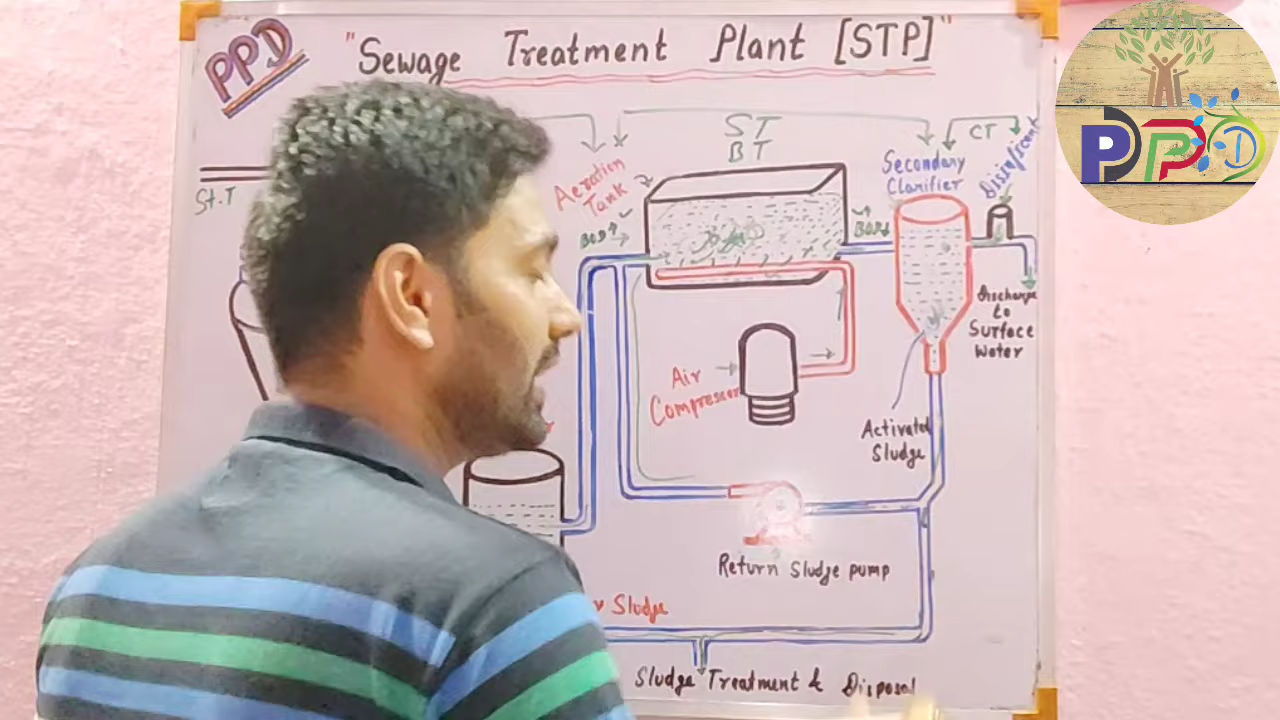 PPD
"Sewage Treatment Plant [STP]"
ST
BT
CT
Disinfectant
Secondary
Clarifier
Aeration
Tank
St.T
BOD↑
BOD↓
PPD
Discharge
to
Surface
Water
Air
Compressor
Activated
Sludge
Return Sludge pump
Sludge
Sludge Treatment & Disposal